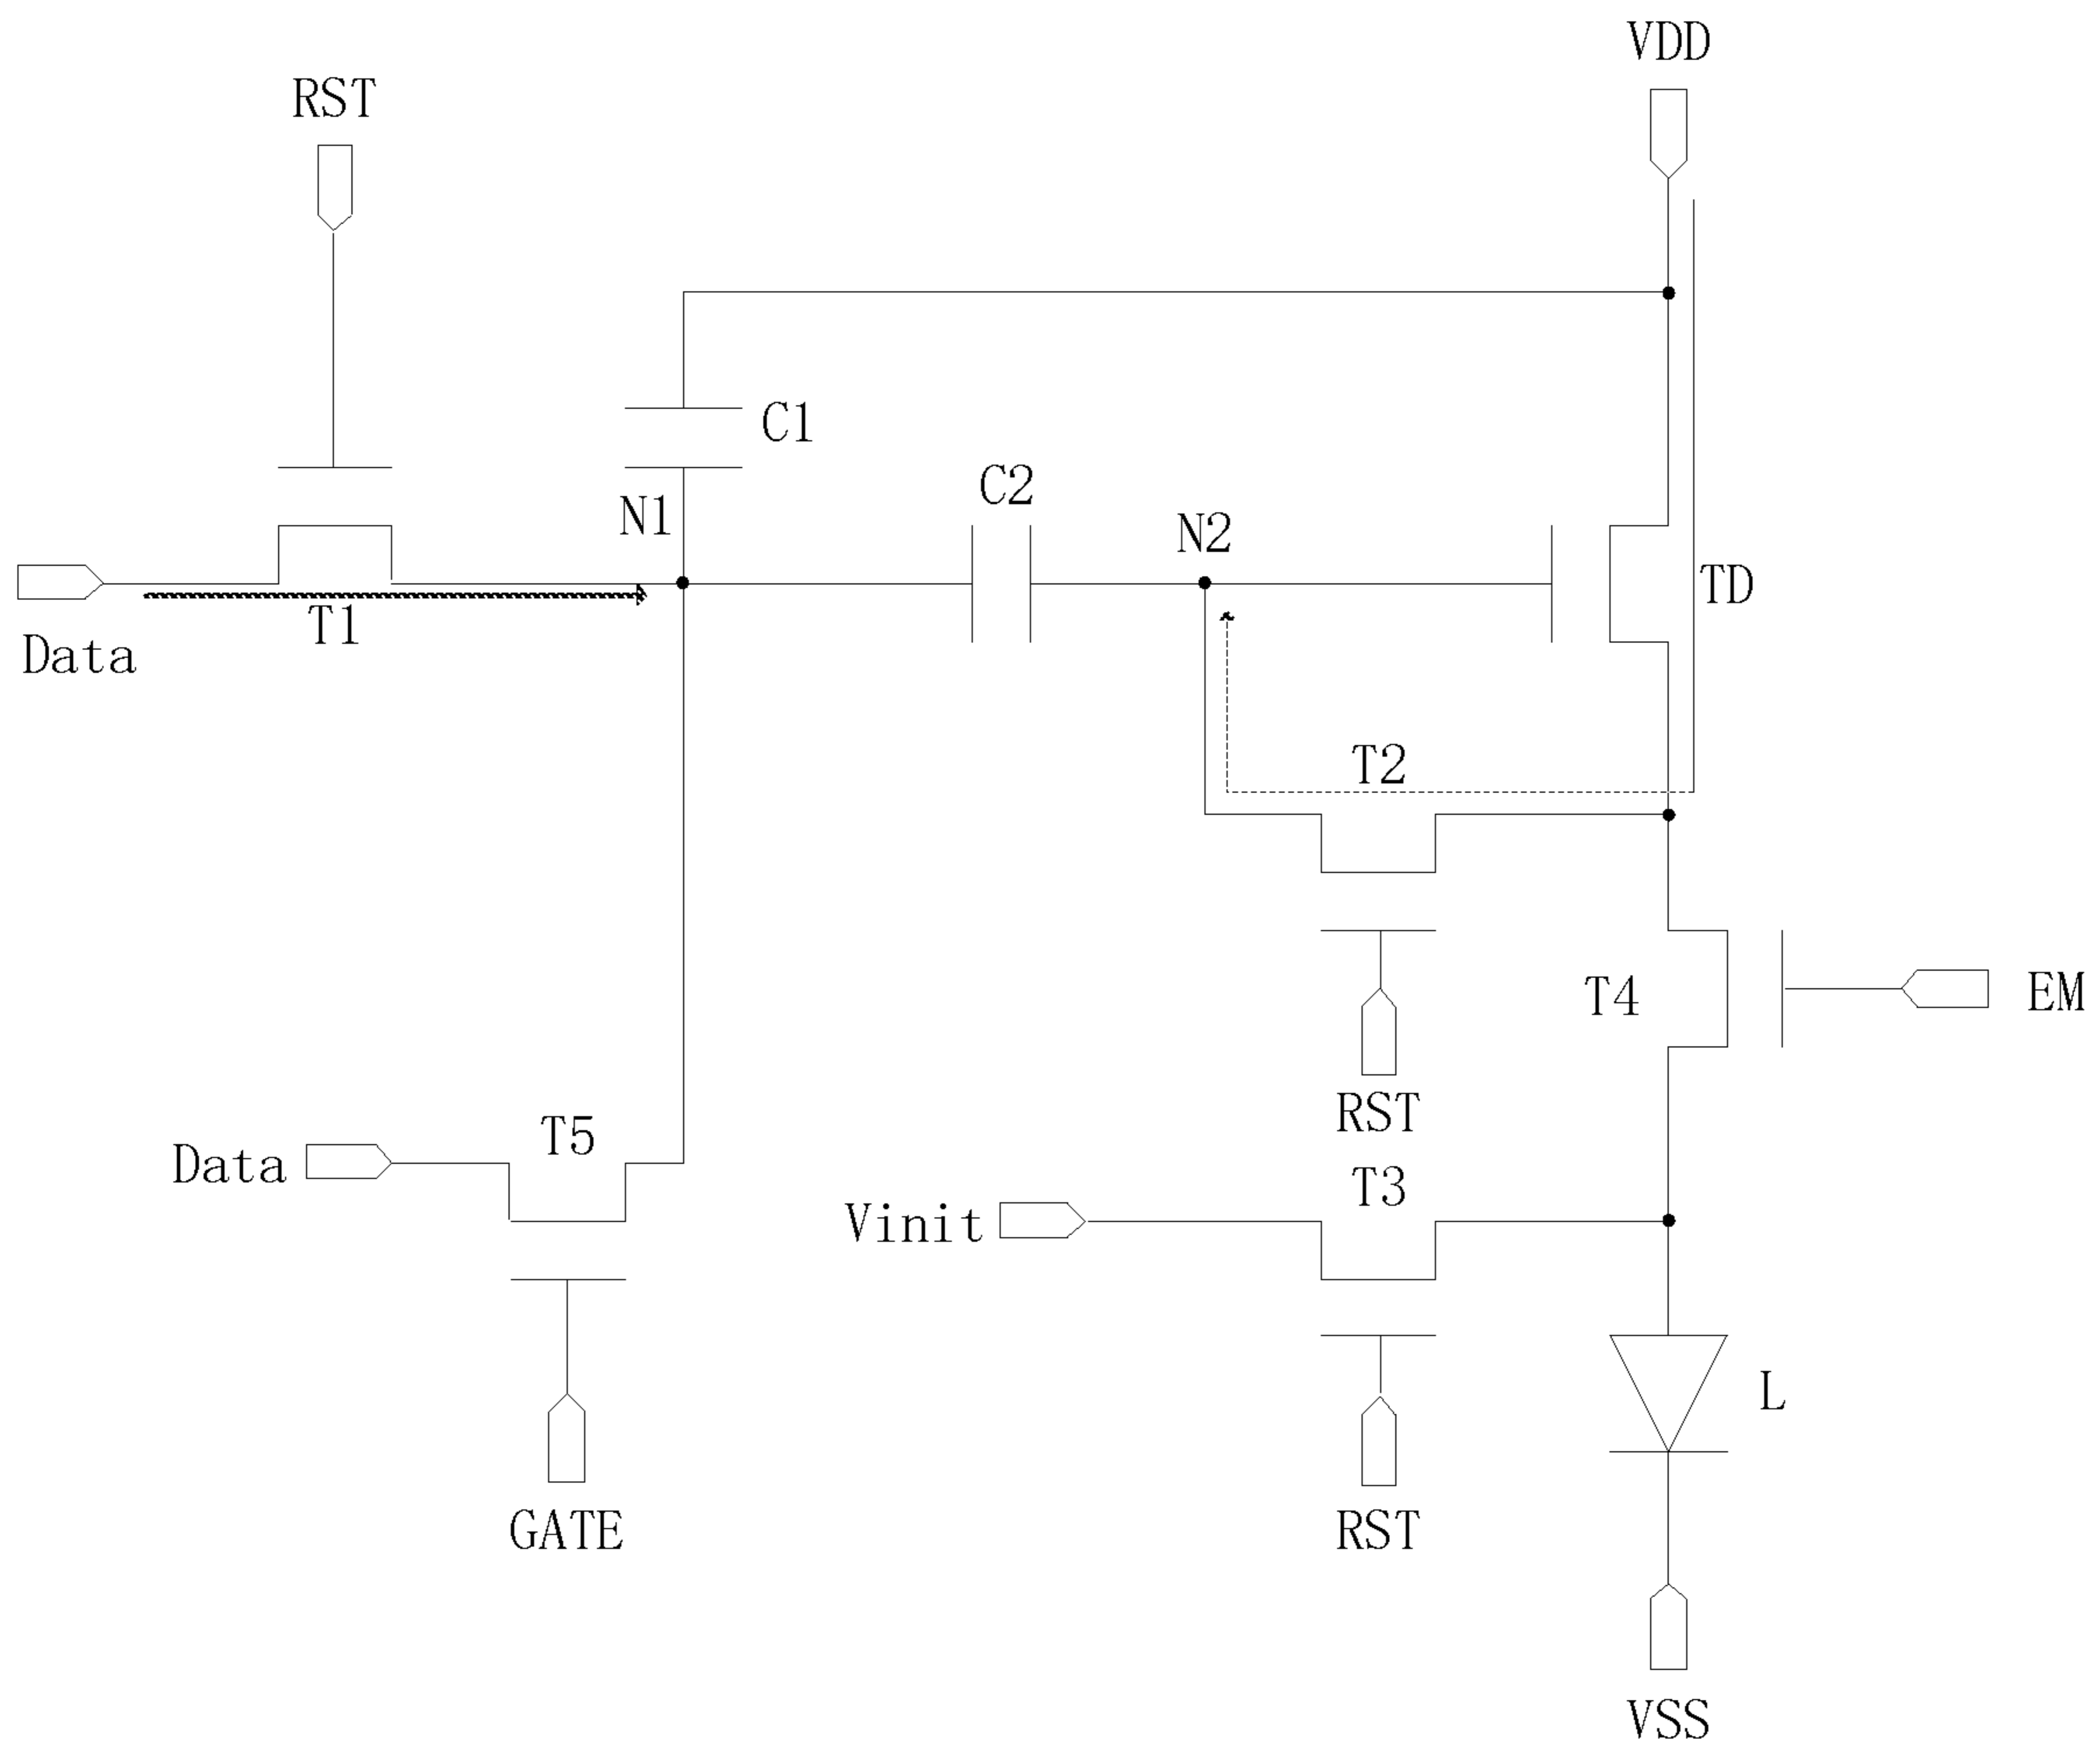 VDD
RST
C1
C2
N1
N2
TD
T1
Data
T2
T4
EM
RST
T5
Data
T3
Vinit
L
GATE
RST
VSS